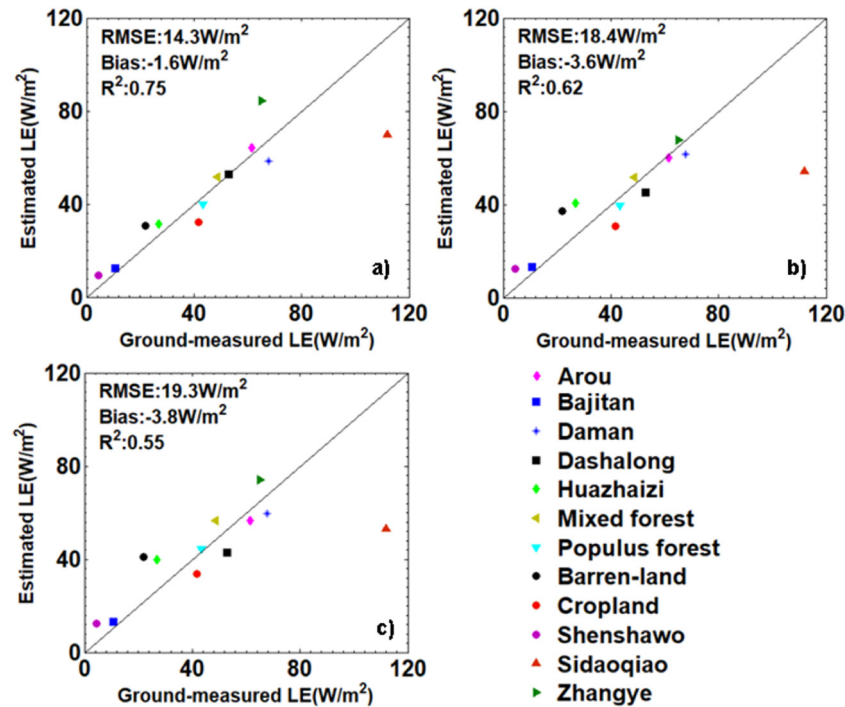 RMSE:14.3W/m²
Bias:-1.6W/m²
R²:0.75
a)
Estimated LE(W/m²)
120
80
40
0
0 40 80 120
Ground-measured LE(W/m²)
RMSE:18.4W/m²
Bias:-3.6W/m²
R²:0.62
b)
Estimated LE(W/m²)
120
80
40
0
0 40 80 120
Ground-measured LE(W/m²)
RMSE:19.3W/m²
Bias:-3.8W/m²
R²:0.55
c)
Estimated LE(W/m²)
120
80
40
0
0 40 80 120
Ground-measured LE(W/m²)
Arou
Bajitan
Daman
Dashalong
Huazhaizi
Mixed forest
Populus forest
Barren-land
Cropland
Shenshawo
Sidaoqiao
Zhangye